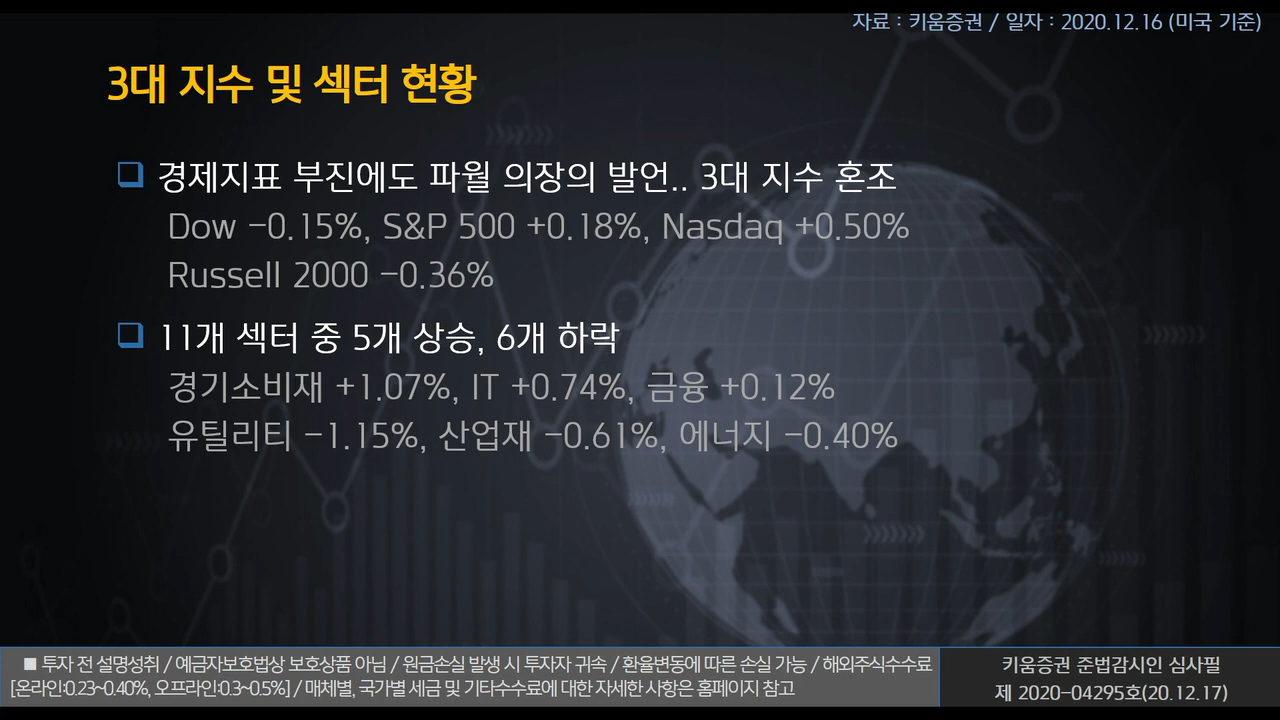 자료 : 키움증권 / 일자 : 2020.12.16 (미국 기준)
3대 지수 및 섹터 현황
❑ 경제지표 부진에도 파월 의장의 발언.. 3대 지수 혼조
Dow -0.15%, S&P 500 +0.18%, Nasdaq +0.50%
Russell 2000 -0.36%
❑ 11개 섹터 중 5개 상승, 6개 하락
경기소비재 +1.07%, IT +0.74%, 금융 +0.12%
유틸리티 -1.15%, 산업재 -0.61%, 에너지 -0.40%
■ 투자 전 설명성취 / 예금자보호법상 보호상품 아님 / 원금손실 발생 시 투자자 귀속 / 환율변동에 따른 손실 가능 / 해외주식수수료
[온라인:0.23~0.40%, 오프라인:0.3~0.5%] / 매체별, 국가별 세금 및 기타수수료에 대한 자세한 사항은 홈페이지 참고
키움증권 준법감시인 심사필
제 2020-04295호(20.12.17)